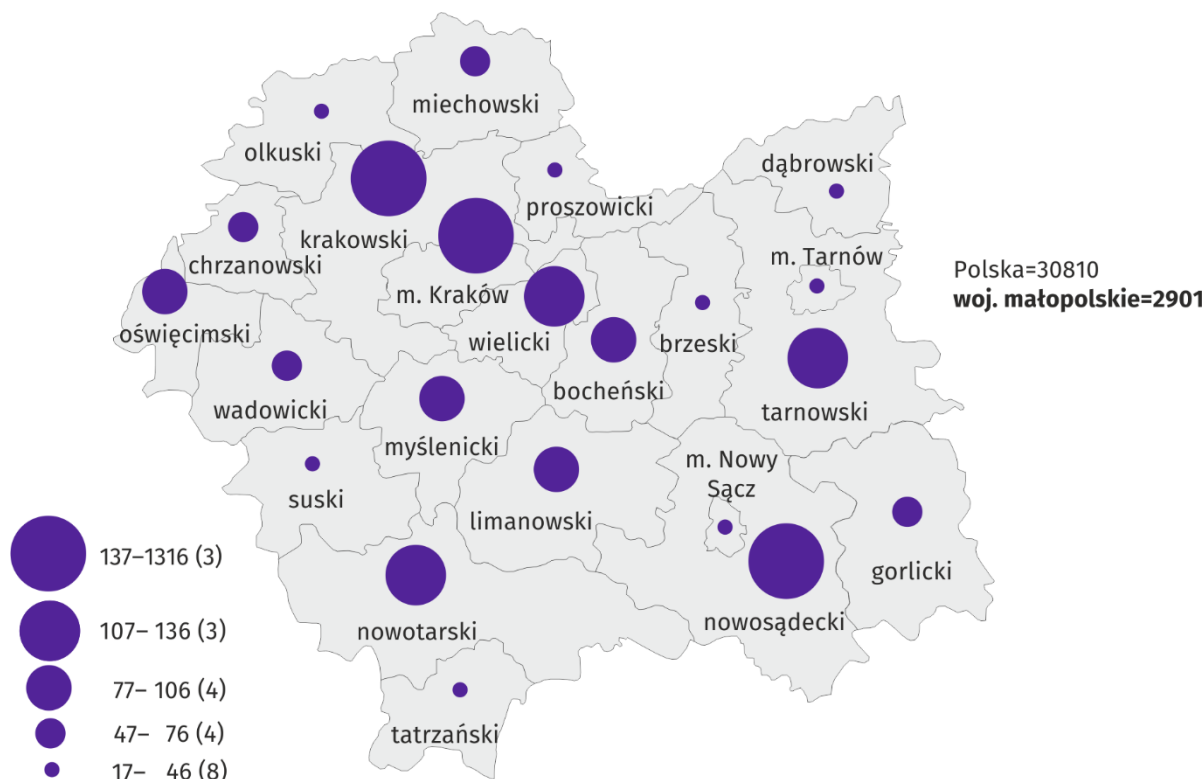 miechowski
olkuski
dąbrowski
proszowicki
krakowski
chrzanowski
m. Tarnów
Polska=30810
woj. małopolskie=2901
m. Kraków
oświęcimski
wielicki
brzeski
bocheński
wadowicki
tarnowski
myślenicki
m. Nowy
Sącz
suski
limanowski
137–1316 (3)
gorlicki
nowosądecki
107– 136 (3)
nowotarski
77– 106 (4)
47– 76 (4)
tatrzański
17– 46 (8)